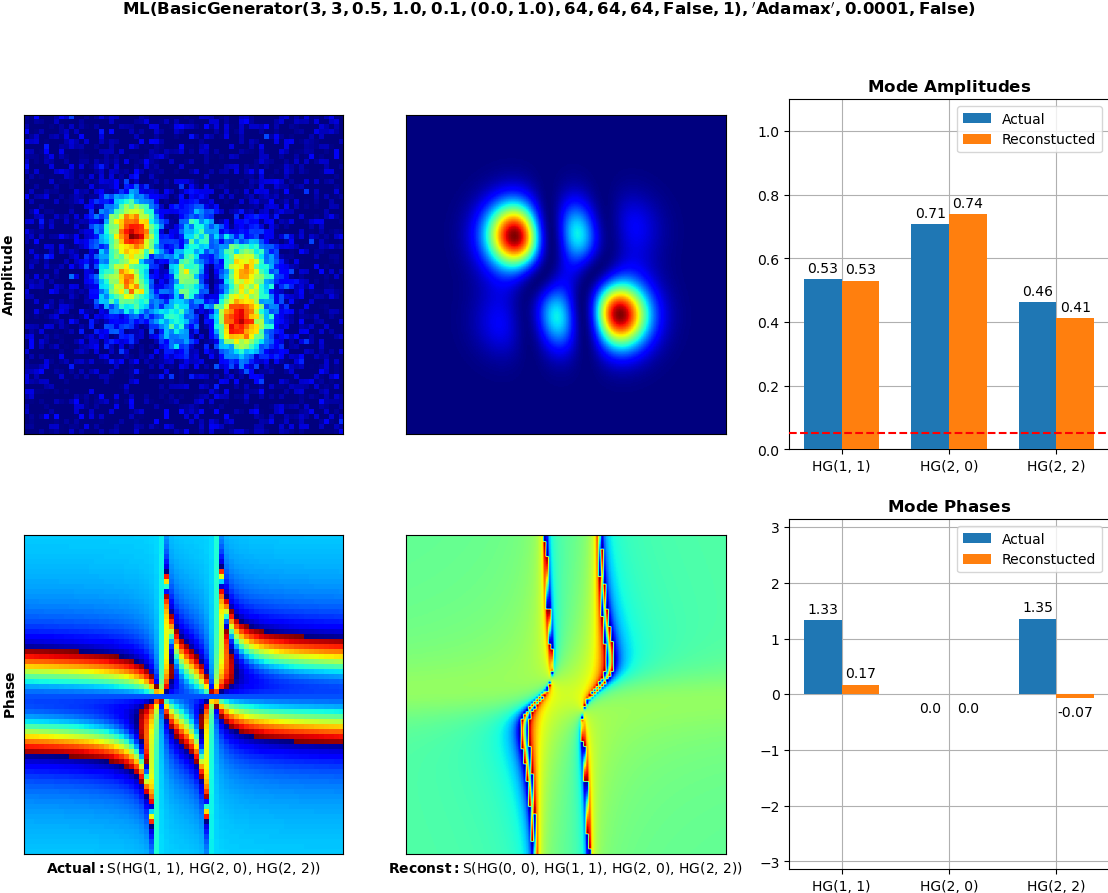 ML(BasicGenerator(3, 3, 0.5, 1.0, 0.1, (0.0, 1.0), 64, 64, 64, False, 1), ′Adamax′, 0.0001, False)
Amplitude
Mode Amplitudes
Actual
Reconstucted
1.0
0.8
0.6
0.4
0.2
0.0
0.53
0.53
0.71
0.74
0.46
0.41
HG(1, 1)
HG(2, 0)
HG(2, 2)
Phase
Actual: S(HG(1, 1), HG(2, 0), HG(2, 2))
Reconst: S(HG(0, 0), HG(1, 1), HG(2, 0), HG(2, 2))
Mode Phases
Actual
Reconstucted
3
2
1
0
−1
−2
−3
1.33
0.17
0.0
0.0
1.35
-0.07
HG(1, 1)
HG(2, 0)
HG(2, 2)